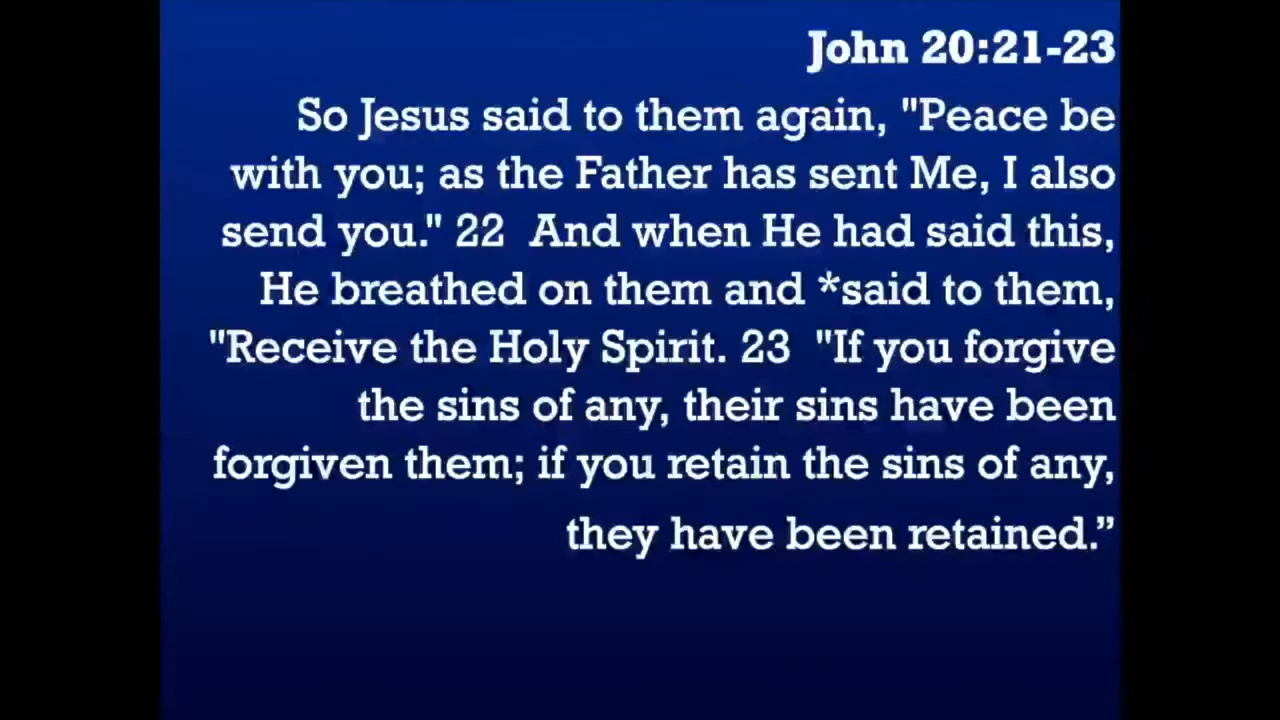 John 20:21-23
So Jesus said to them again, "Peace be
with you; as the Father has sent Me, I also
send you." 22  And when He had said this,
He breathed on them and *said to them,
"Receive the Holy Spirit. 23  "If you forgive
the sins of any, their sins have been
forgiven them; if you retain the sins of any,
they have been retained.”